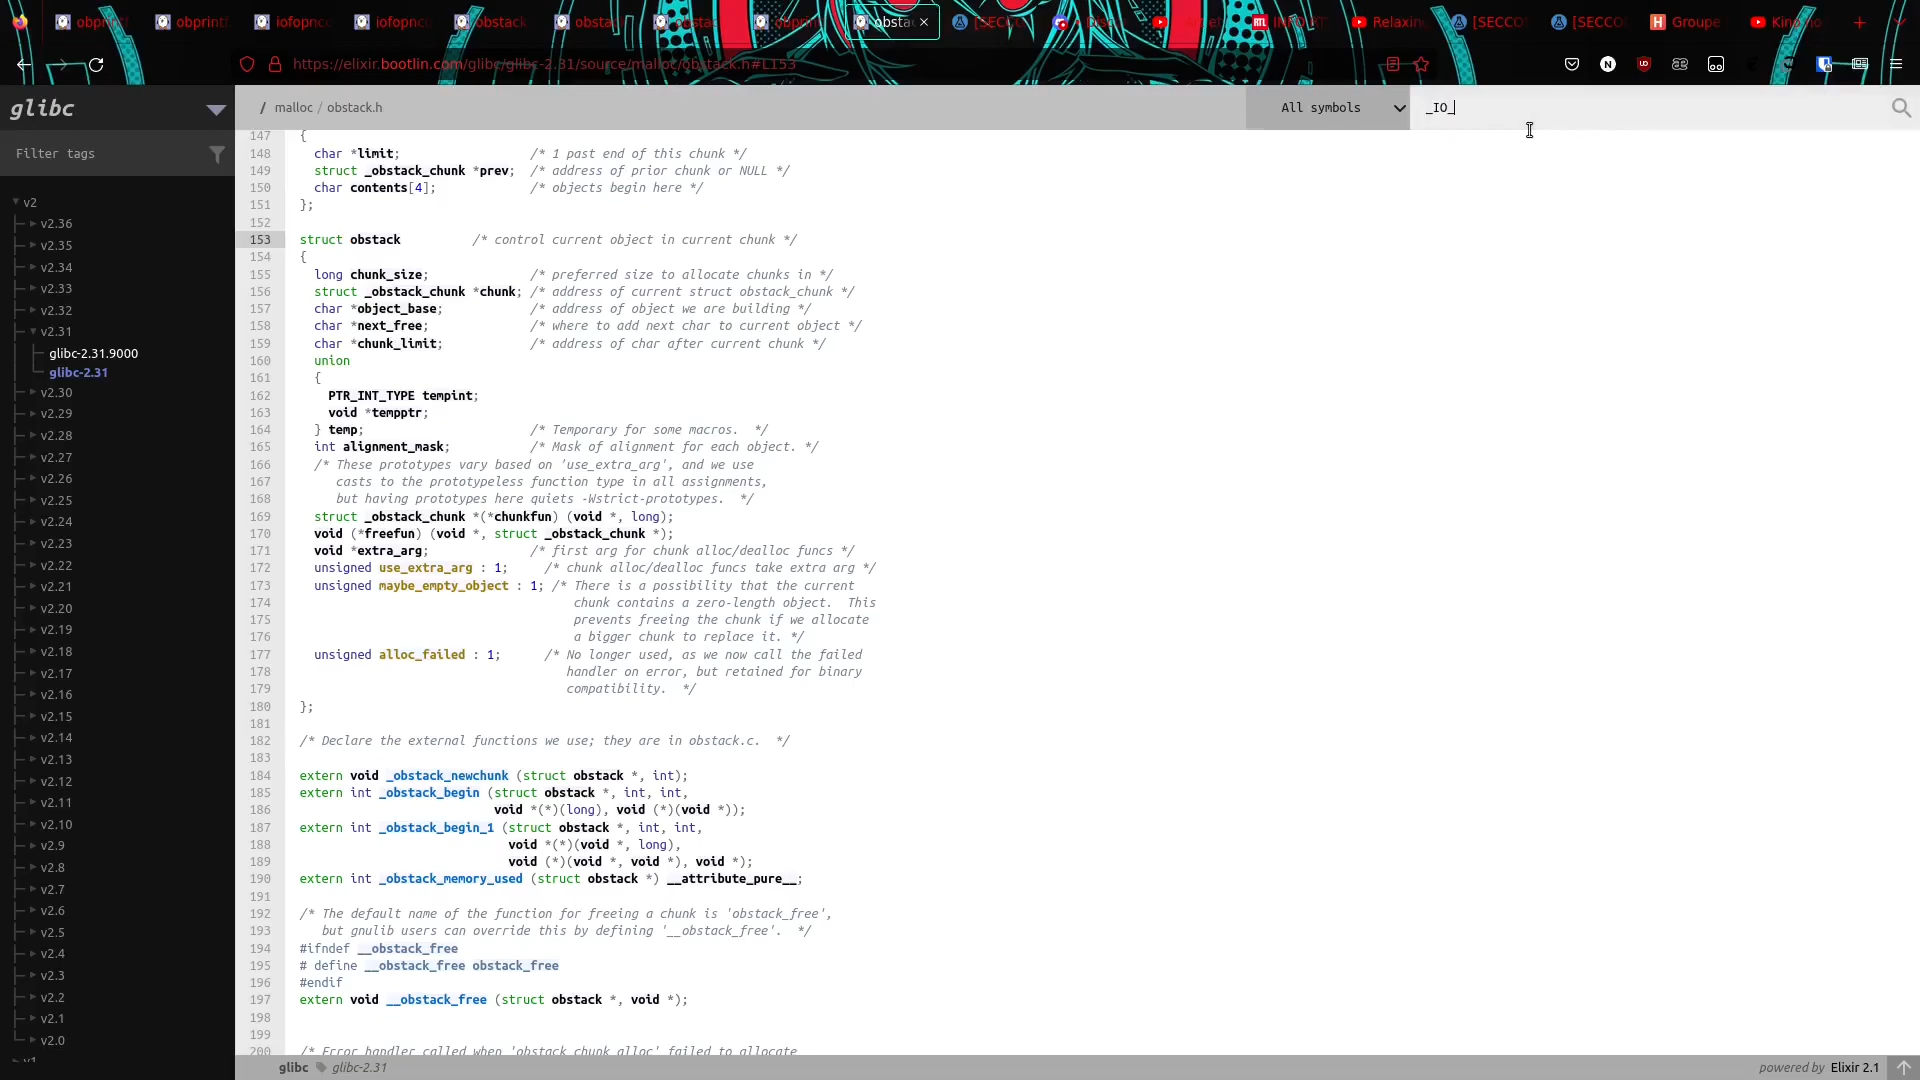 obprintf
obprintf
iofopncook
iofopncook
obstack
obstack
obstac
[SECCO
Relaxing
[SECCO
[SECCO
Groupe
https://elixir.bootlin.com/glibc/glibc-2.31/source/malloc/obstack.h#L153
glibc
/ malloc / obstack.h
All symbols
_IO_
Filter tags
v2
v2.36
v2.35
v2.34
v2.33
v2.32
v2.31
glibc-2.31.9000
glibc-2.31
v2.30
v2.29
v2.28
v2.27
v2.26
v2.25
v2.24
v2.23
v2.22
v2.21
v2.20
v2.19
v2.18
v2.17
v2.16
v2.15
v2.14
v2.13
v2.12
v2.11
v2.10
v2.9
v2.8
v2.7
v2.6
v2.5
v2.4
v2.3
v2.2
v2.1
v2.0
v1
147 {
148 char *limit; /* 1 past end of this chunk */
149 struct _obstack_chunk *prev; /* address of prior chunk or NULL */
150 char contents[4]; /* objects begin here */
151 };
152
153 struct obstack /* control current object in current chunk */
154 {
155 long chunk_size; /* preferred size to allocate chunks in */
156 struct _obstack_chunk *chunk; /* address of current struct obstack_chunk */
157 char *object_base; /* address of object we are building */
158 char *next_free; /* where to add next char to current object */
159 char *chunk_limit; /* address of char after current chunk */
160 union
161 {
162 PTR_INT_TYPE tempint;
163 void *tempptr;
164 } temp; /* Temporary for some macros. */
165 int alignment_mask; /* Mask of alignment for each object. */
166 /* These prototypes vary based on 'use_extra_arg', and we use
167 casts to the prototypeless function type in all assignments,
168 but having prototypes here quiets -Wstrict-prototypes. */
169 struct _obstack_chunk *(*chunkfun) (void *, long);
170 void (*freefun) (void *, struct _obstack_chunk *);
171 void *extra_arg; /* first arg for chunk alloc/dealloc funcs */
172 unsigned use_extra_arg : 1; /* chunk alloc/dealloc funcs take extra arg */
173 unsigned maybe_empty_object : 1; /* There is a possibility that the current
174 chunk contains a zero-length object. This
175 prevents freeing the chunk if we allocate
176 a bigger chunk to replace it. */
177 unsigned alloc_failed : 1; /* No longer used, as we now call the failed
178 handler on error, but retained for binary
179 compatibility. */
180 };
181
182 /* Declare the external functions we use; they are in obstack.c. */
183
184 extern void _obstack_newchunk (struct obstack *, int);
185 extern int _obstack_begin (struct obstack *, int, int,
186 void *(*)(long), void (*)(void *));
187 extern int _obstack_begin_1 (struct obstack *, int, int,
188 void *(*)(void *, long),
189 void (*)(void *, void *), void *);
190 extern int _obstack_memory_used (struct obstack *) __attribute_pure__;
191
192 /* The default name of the function for freeing a chunk is 'obstack_free',
193 but gnulib users can override this by defining '__obstack_free'. */
194 #ifndef __obstack_free
195 # define __obstack_free obstack_free
196 #endif
197 extern void __obstack_free (struct obstack *, void *);
198
199
200 /* Error handler called when 'obstack_chunk_alloc' failed to allocate
glibc glibc-2.31
powered by Elixir 2.1